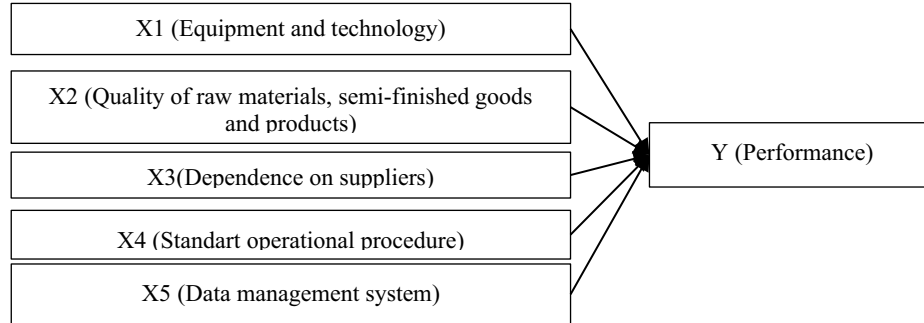 X1 (Equipment and technology)
X2 (Quality of raw materials, semi-finished goods
and products)
X3(Dependence on suppliers)
X4 (Standart operational procedure)
X5 (Data management system)
Y (Performance)